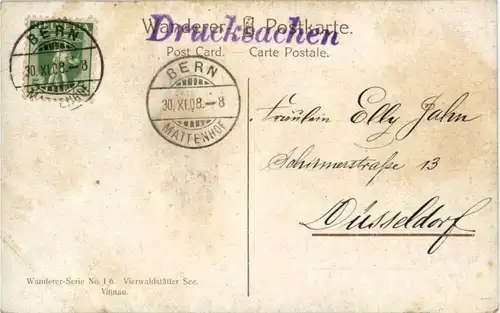 Wanderer Postkarte.
Drucksachen
Post Card. Carte Postale.
BERN
30. XI. 08. - 8
MATTENHOF
BERN
30. XI. 08. - 8
MATTENHOF
Fräulein Elly Jahn
Schirmerstraße 13
Düsseldorf
Wanderer-Serie No. 16. Vierwaldstätter See.
Vitznau.